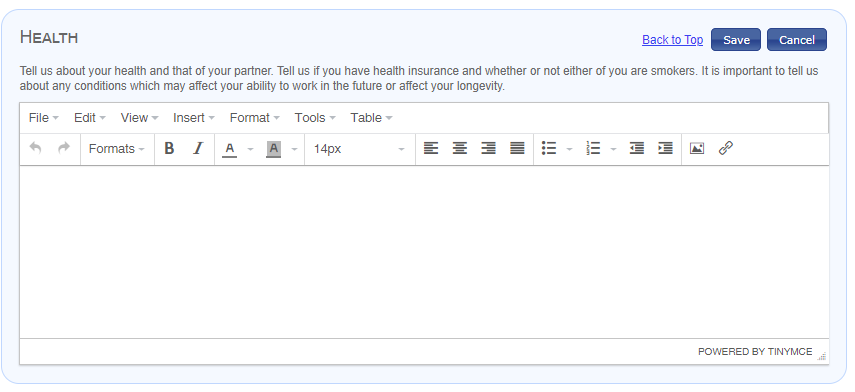 HEALTH
Back to Top Save Cancel
Tell us about your health and that of your partner. Tell us if you have health insurance and whether or not either of you are smokers. It is important to tell us
about any conditions which may affect your ability to work in the future or affect your longevity.
File Edit View Insert Format Tools Table
Formats B I A A 14px
POWERED BY TINYMCE